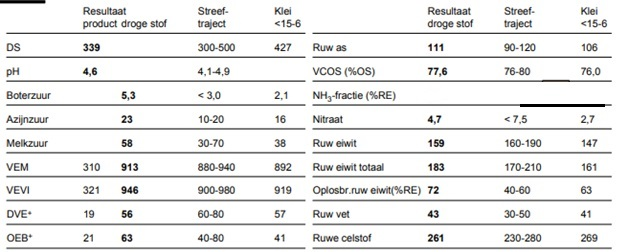 Resultaat Streef- Klei Resultaat Streef- Klei
product droge stof traject <15-6 droge stof traject <15-6
DS 339 300-500 427 Ruw as 111 90-120 106
pH 4,6 4,1-4,9 VCOS (%OS) 77,6 76-80 76,0
Boterzuur 5,3 < 3,0 2,1 NH3-fractie (%RE)
Azijnzuur 23 10-20 16 Nitraat 4,7 < 7,5 2,7
Melkzuur 58 30-70 38 Ruw eiwit 159 160-190 147
VEM 310 913 880-940 892 Ruw eiwit totaal 183 170-210 161
VEVI 321 946 900-980 919 Oplosbr.ruw eiwit(%RE) 72 40-60 63
DVE+ 19 56 60-80 57 Ruw vet 43 30-50 41
OEB+ 21 63 40-80 41 Ruwe celstof 261 230-280 269